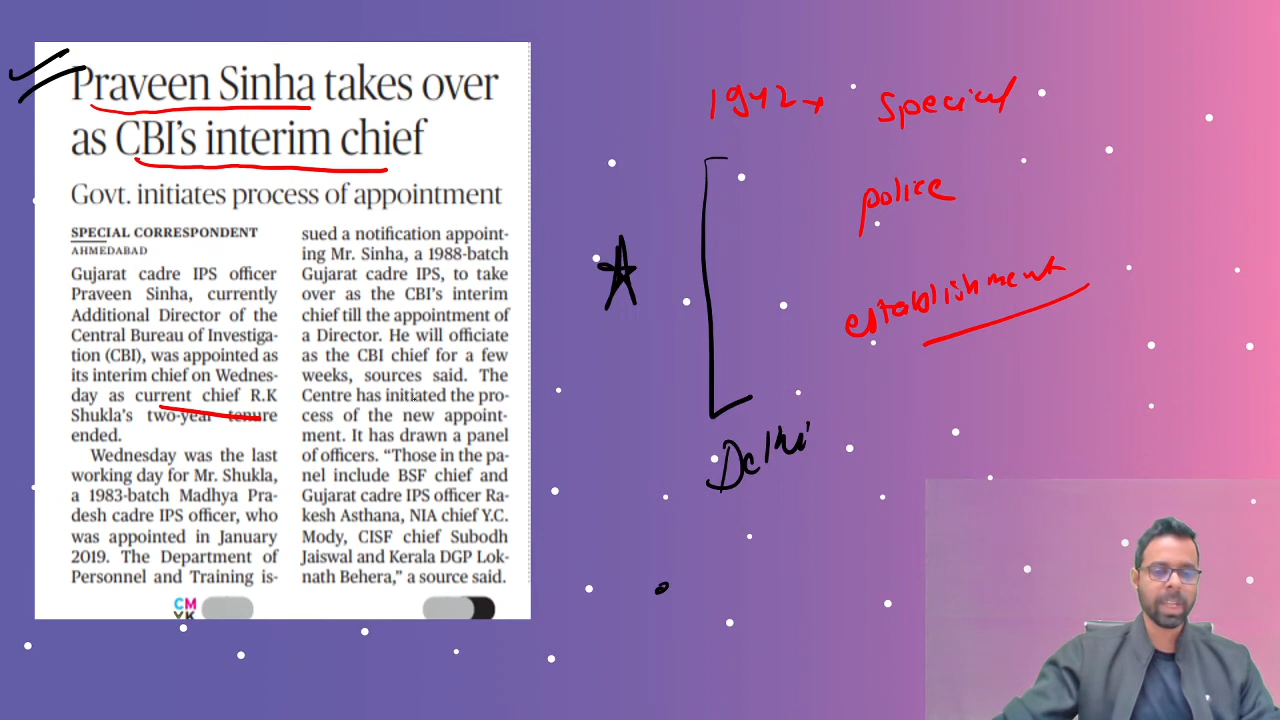 Praveen Sinha takes over
as CBI's interim chief
Govt. initiates process of appointment
SPECIAL CORRESPONDENT
AHMEDABAD
Gujarat cadre IPS officer
Praveen Sinha, currently
Additional Director of the
Central Bureau of Investiga-
tion (CBI), was appointed as
its interim chief on Wednes-
day as current chief R.K
Shukla's two-year tenure
ended.
Wednesday was the last
working day for Mr. Shukla,
a 1983-batch Madhya Pra-
desh cadre IPS officer, who
was appointed in January
2019. The Department of
Personnel and Training is-
sued a notification appoint-
ing Mr. Sinha, a 1988-batch
Gujarat cadre IPS, to take
over as the CBI's interim
chief till the appointment of
a Director. He will officiate
as the CBI chief for a few
weeks, sources said. The
Centre has initiated the pro-
cess of the new appoint-
ment. It has drawn a panel
of officers. “Those in the pa-
nel include BSF chief and
Gujarat cadre IPS officer Ra-
kesh Asthana, NIA chief Y.C.
Mody, CISF chief Subodh
Jaiswal and Kerala DGP Lok-
nath Behera,” a source said.
CM
YK
1942 → Special
police
establishment
Delhi